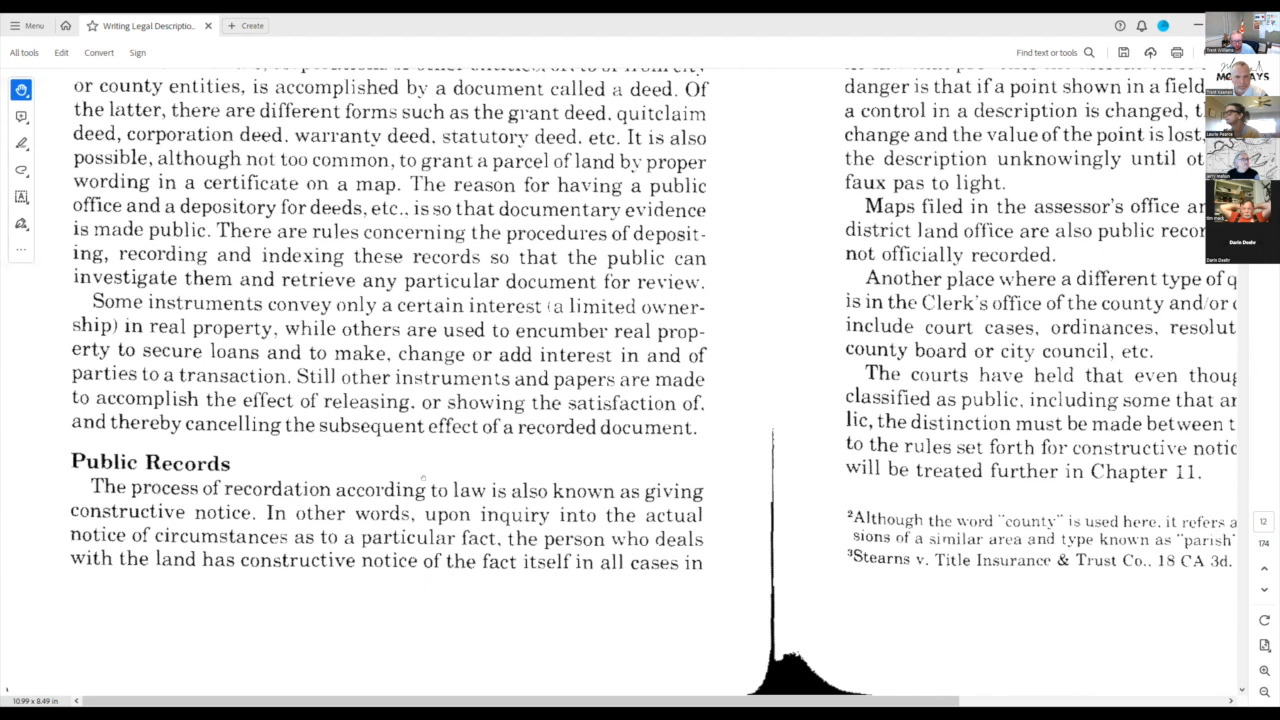 Menu
Writing Legal Descriptio...
Create
All tools
Edit
Convert
Sign
Find text or tools
or county entities, is accomplished by a document called a deed. Of
the latter, there are different forms such as the grant deed, quitclaim
deed, corporation deed, warranty deed, statutory deed, etc. It is also
possible, although not too common, to grant a parcel of land by proper
wording in a certificate on a map. The reason for having a public
office and a depository for deeds, etc., is so that documentary evidence
is made public. There are rules concerning the procedures of deposit-
ing, recording and indexing these records so that the public can
investigate them and retrieve any particular document for review.
Some instruments convey only a certain interest (a limited owner-
ship) in real property, while others are used to encumber real prop-
erty to secure loans and to make, change or add interest in and of
parties to a transaction. Still other instruments and papers are made
to accomplish the effect of releasing, or showing the satisfaction of,
and thereby cancelling the subsequent effect of a recorded document.
Public Records
The process of recordation according to law is also known as giving
constructive notice. In other words, upon inquiry into the actual
notice of circumstances as to a particular fact, the person who deals
with the land has constructive notice of the fact itself in all cases in
danger is that if a point shown in a field
a control in a description is changed, t
change and the value of the point is lost,
the description unknowingly until ot
faux pas to light.
Maps filed in the assessor's office an
district land office are also public recor
not officially recorded.
Another place where a different type of q
is in the Clerk's office of the county and/or
include court cases, ordinances, resolut
county board or city council, etc.
The courts have held that even thoug
classified as public, including some that ar
lic, the distinction must be made between t
to the rules set forth for constructive notic
will be treated further in Chapter 11.
²Although the word "county" is used here, it refers a
sions of a similar area and type known as "parish"
³Stearns v. Title Insurance & Trust Co., 18 CA 3d.
Trent Williams
Trent Keenan
Laurie Pearce
tim mock
Darin Deehr
Darin Deehr
12
174
10.99 x 8.49 in